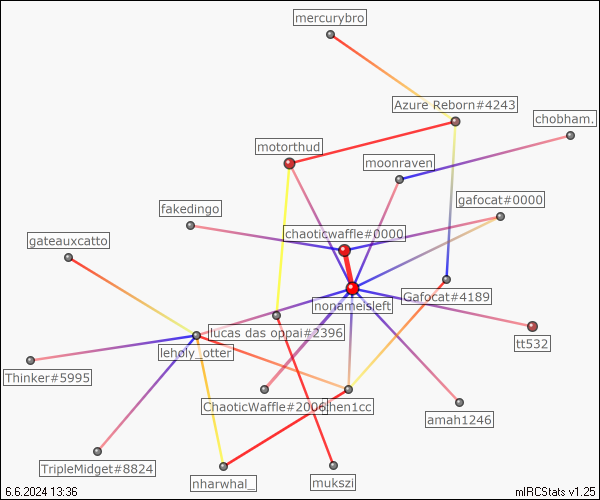 mercurybro
Azure Reborn#4243
chobham.
motorthud
moonraven
gafocat#0000
fakedingo
chaoticwaffle#0000
gateauxcatto
Gafocat#4189
nonameisleft
lucas das oppai#2396
tt532
leholy_otter
Thinker#5995
ChaoticWaffle#2006
hen1cc
amah1246
TripleMidget#8824
nharwhal_
mukszi
6.6.2024 13:36
mIRCStats v1.25